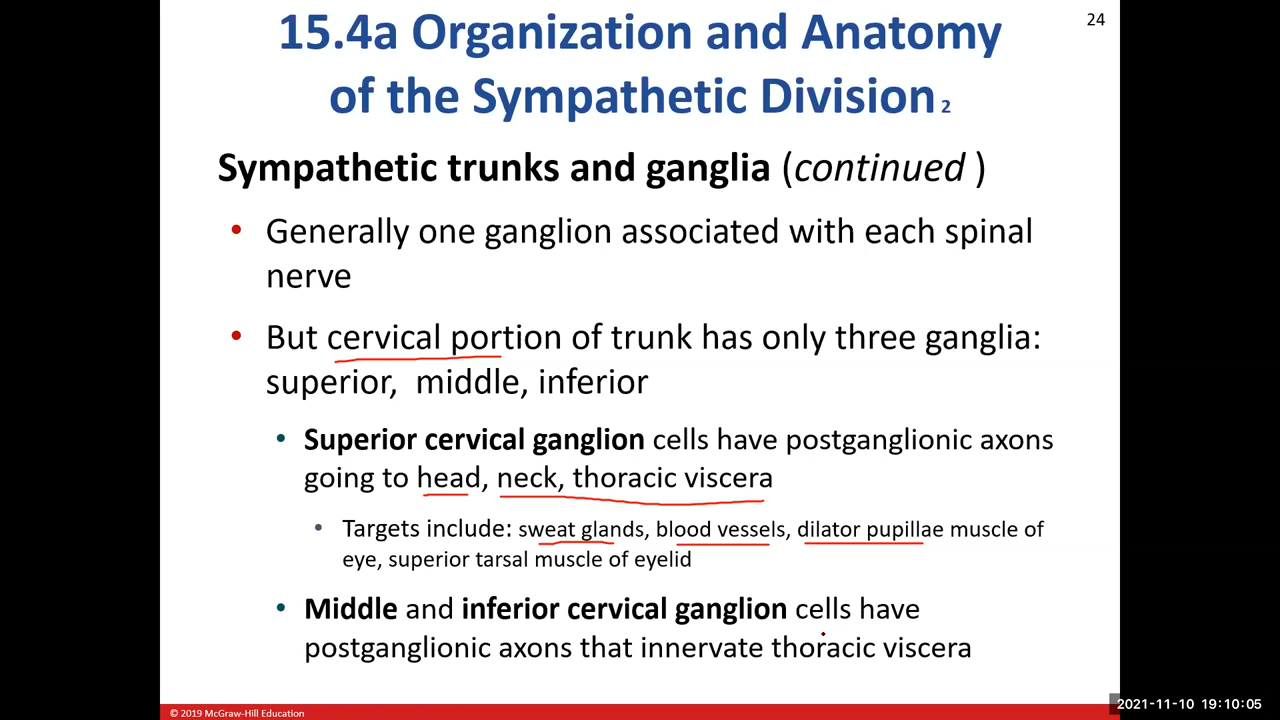 24
15.4a Organization and Anatomy
of the Sympathetic Division 2
Sympathetic trunks and ganglia (continued )
• Generally one ganglion associated with each spinal
nerve
• But cervical portion of trunk has only three ganglia:
superior, middle, inferior
• Superior cervical ganglion cells have postganglionic axons
going to head, neck, thoracic viscera
• Targets include: sweat glands, blood vessels, dilator pupillae muscle of
eye, superior tarsal muscle of eyelid
• Middle and inferior cervical ganglion cells have
postganglionic axons that innervate thoracic viscera
© 2019 McGraw-Hill Education
2021-11-10 19:10:05